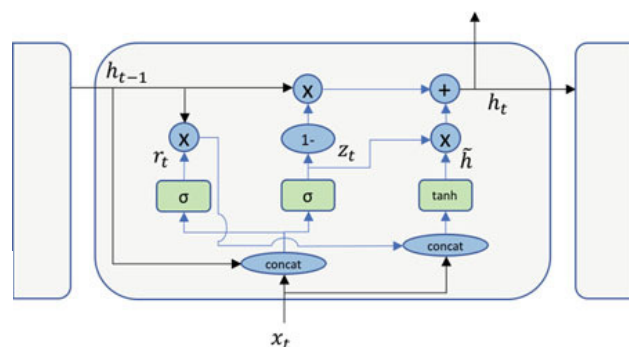 h_{t−1}
x
+
h_t
x
1-
z_t
x
h̃
r_t
σ
σ
tanh
concat
concat
x_t